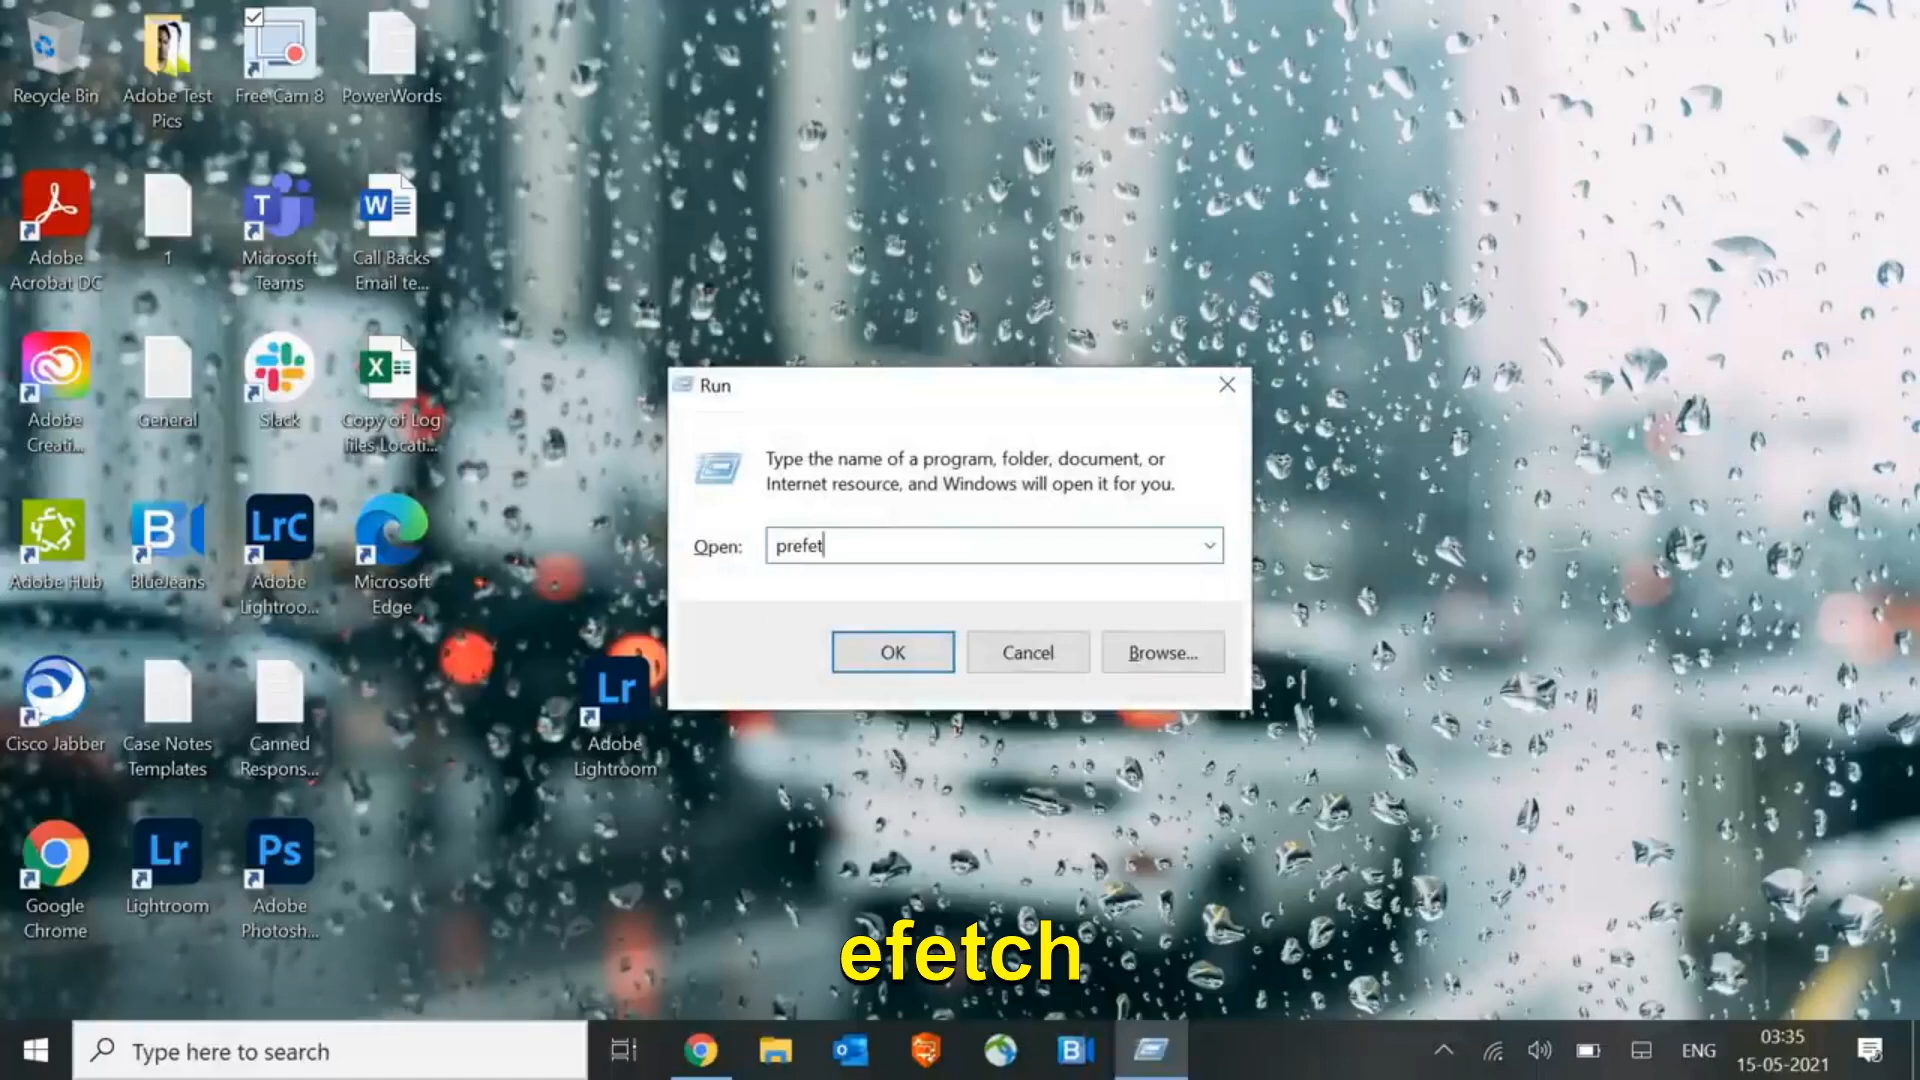 Recycle Bin
Adobe Test
Pics
Free Cam 8
PowerWords
Adobe
Acrobat DC
1
Microsoft
Teams
Call Backs
Email te...
Adobe
Creati...
General
Slack
Copy of Log
files Locati...
Adobe Hub
BlueJeans
Adobe
Lightroo...
Microsoft
Edge
Cisco Jabber
Case Notes
Templates
Canned
Respons...
Adobe
Lightroom
Google
Chrome
Lightroom
Adobe
Photosh...
T
W
X
B
LrC
Lr
Lr
Ps
Run
Type the name of a program, folder, document, or
Internet resource, and Windows will open it for you.
Open:
prefet
OK
Cancel
Browse...
efetch
Type here to search
B
ENG
03:35
15-05-2021